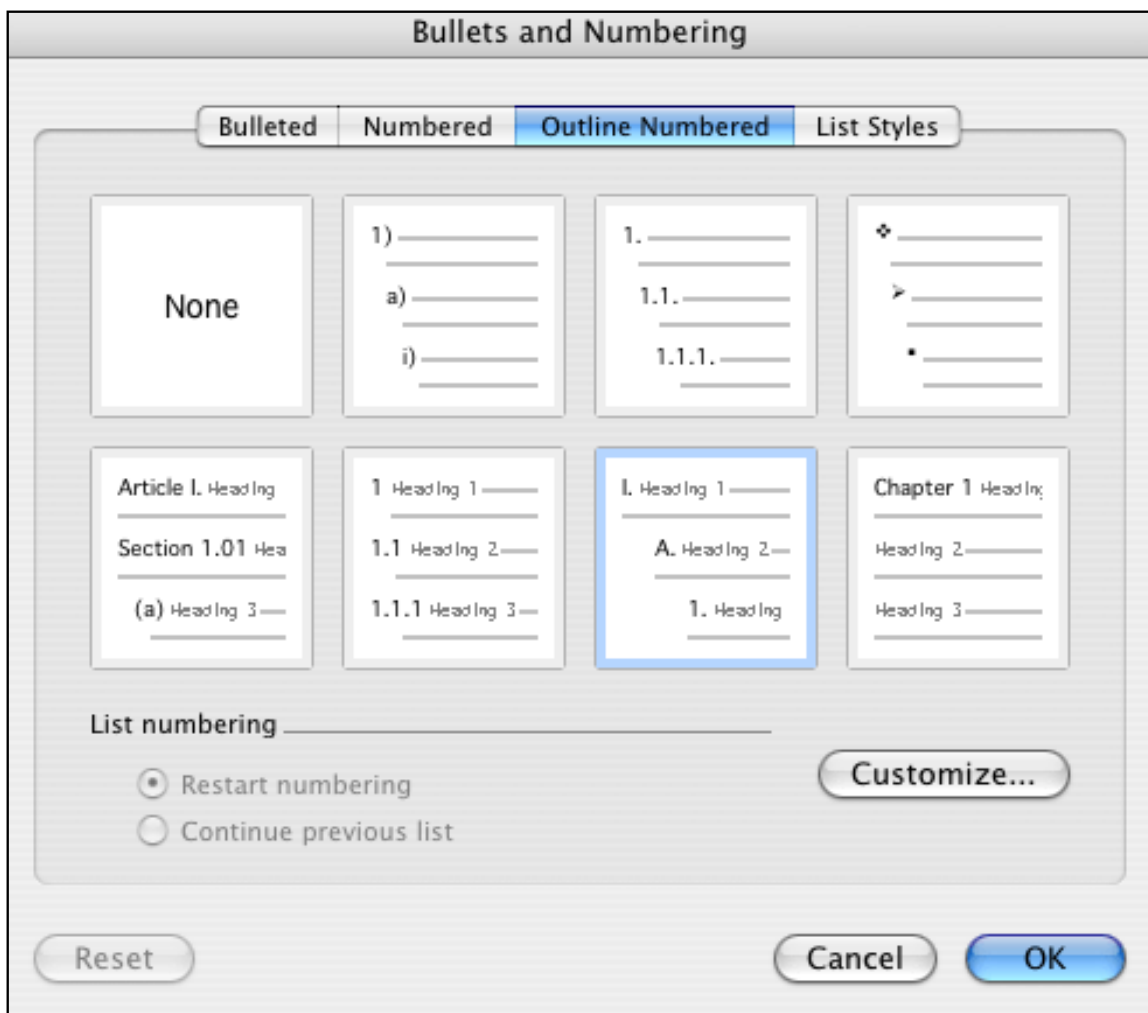 Bullets and Numbering
Bulleted Numbered Outline Numbered List Styles
None
1)
a)
i)
1.
1.1.
1.1.1.
Article I. Heading
Section 1.01 Hea
(a) Heading 3
1 Heading 1
1.1 Heading 2
1.1.1 Heading 3
I. Heading 1
A. Heading 2
1. Heading
Chapter 1 Heading
Heading 2
Heading 3
List numbering
Restart numbering
Continue previous list
Customize...
Reset Cancel OK